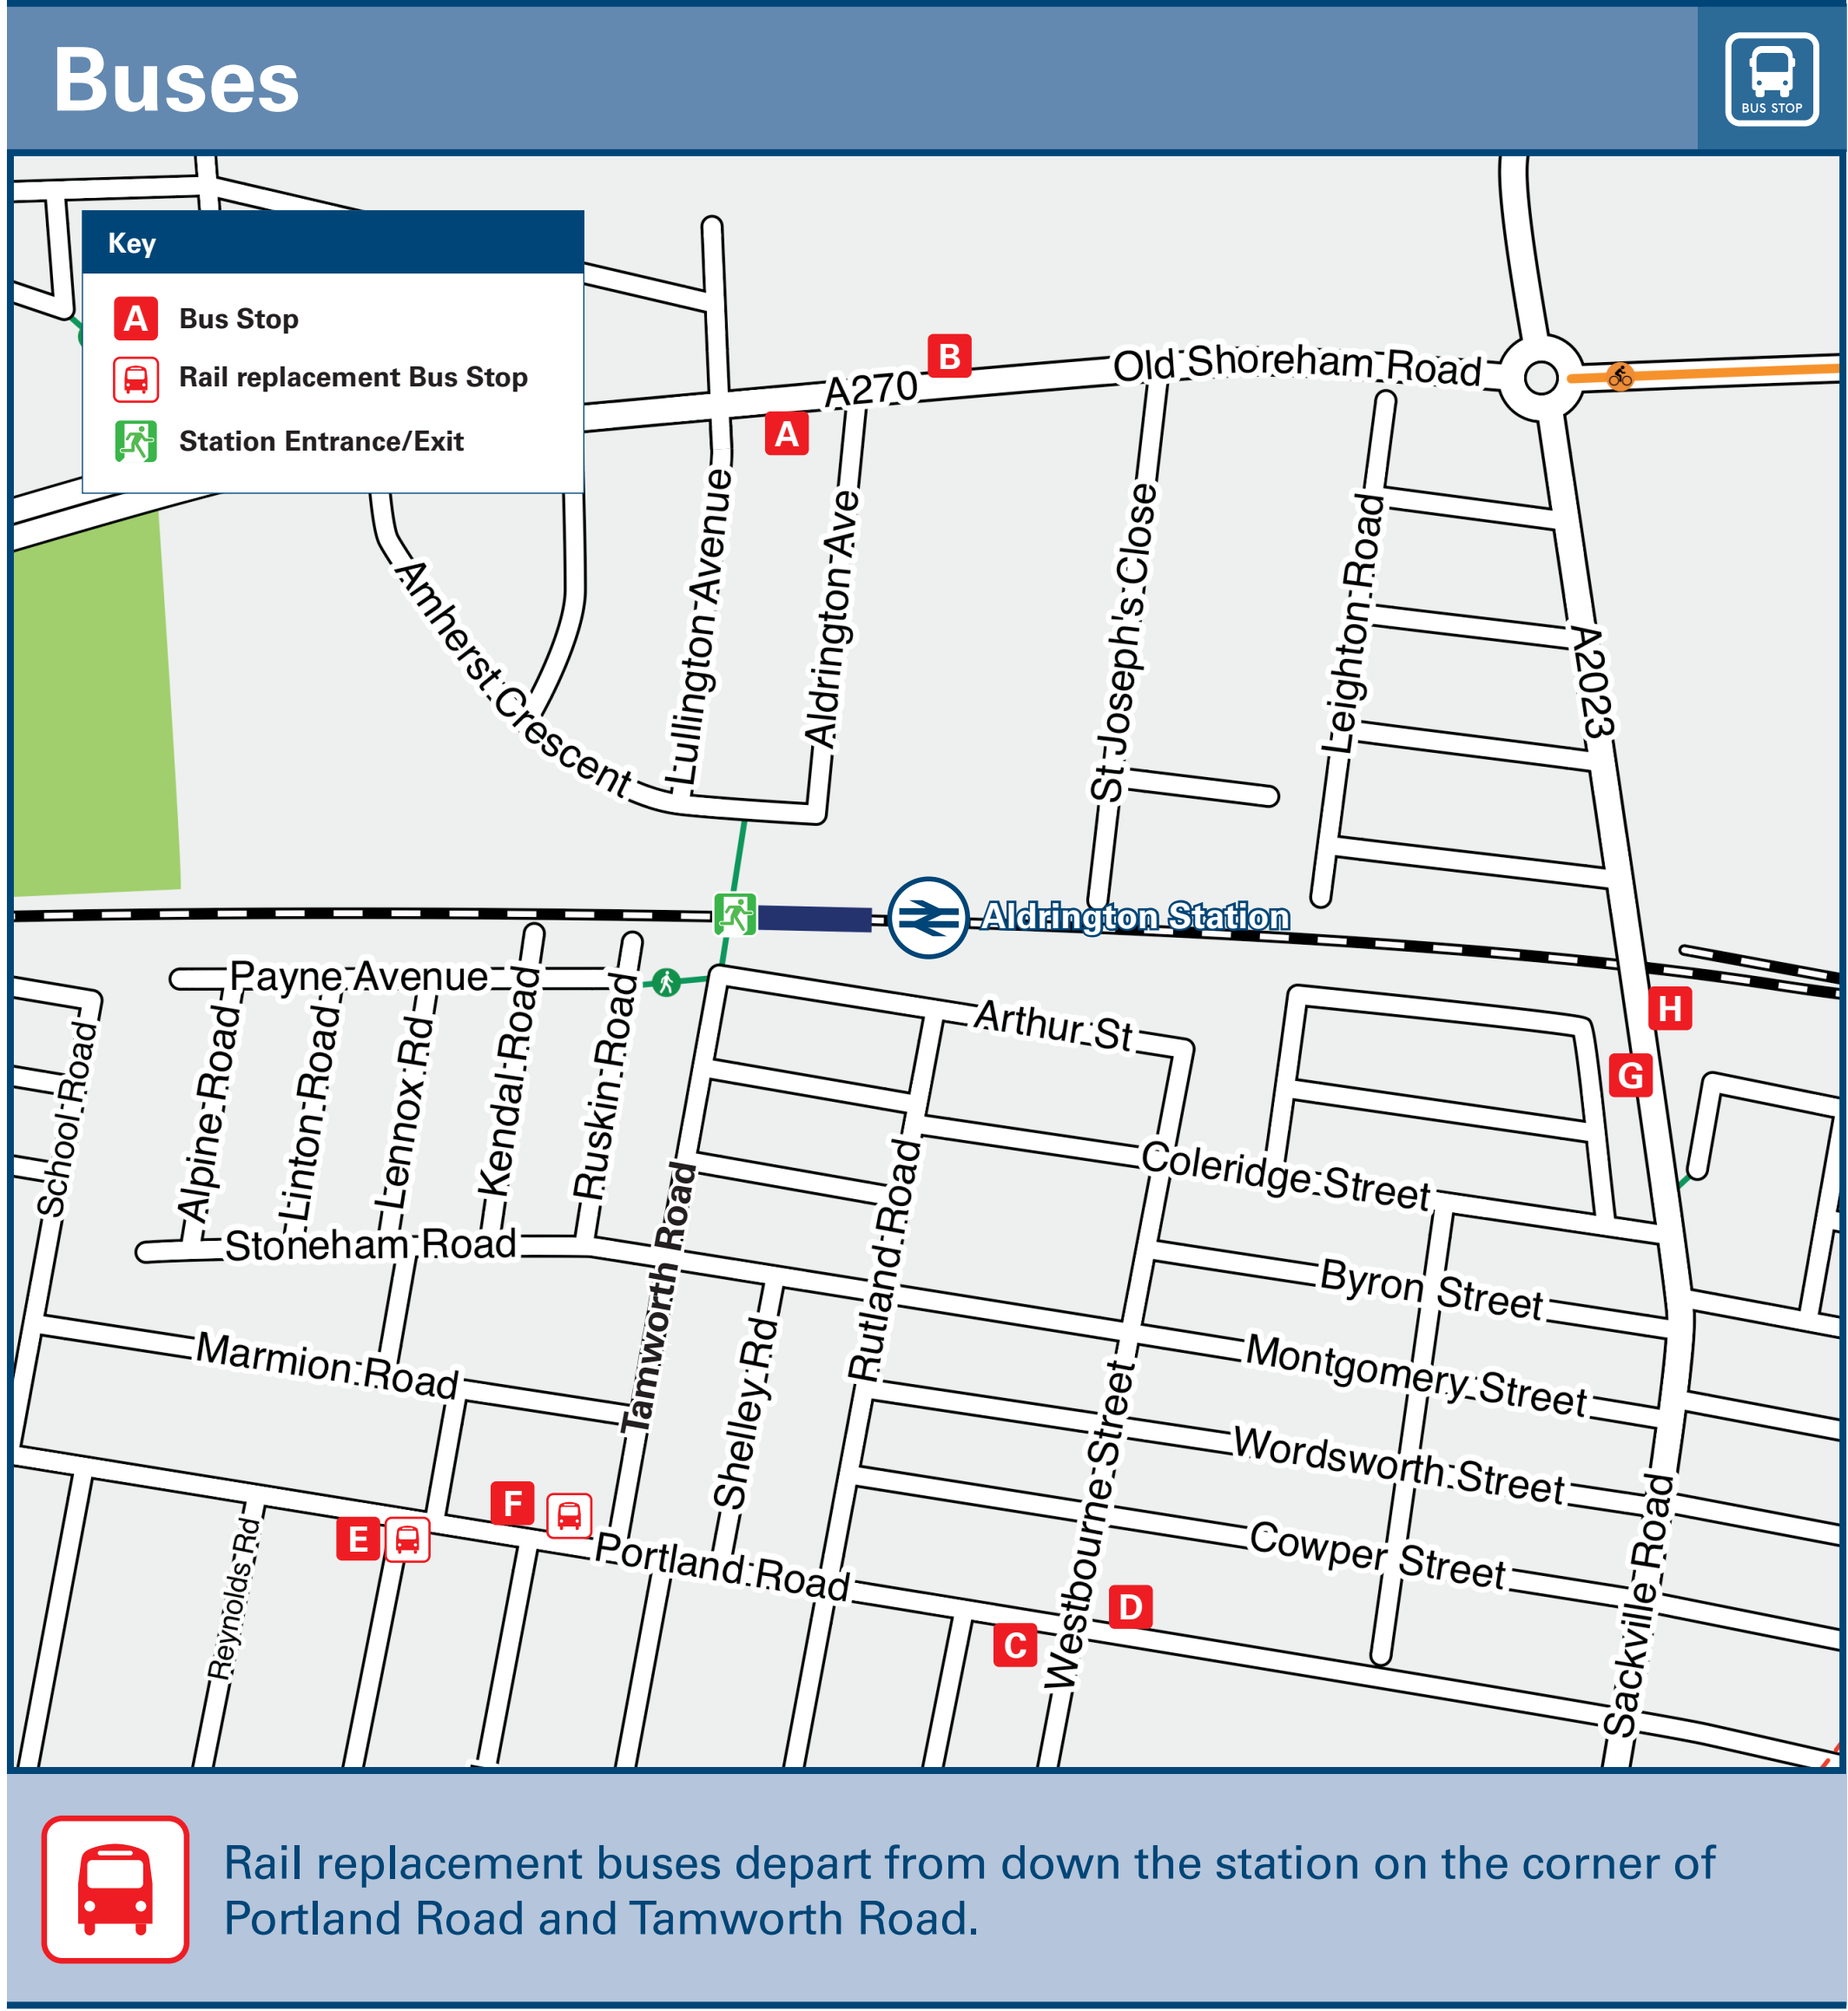 Buses
BUS STOP
Key
A Bus Stop
Rail replacement Bus Stop
Station Entrance/Exit
B
A270
Old Shoreham Road
A
Lullington Avenue
Aldrington Ave
St Joseph's Close
Leighton Road
A2023
Amherst Crescent
Aldrington Station
Payne Avenue
Arthur St
H
G
School Road
Alpine Road
Linton Road
Lennox Rd
Kendal Road
Ruskin Road
Tamworth Road
Rutland Road
Coleridge Street
Stoneham Road
Byron Street
Marmion Road
Shelley Rd
Montgomery Street
Westbourne Street
Wordsworth Street
Sackville Road
F
E
Reynolds Rd
Portland Road
Cowper Street
D
C
Rail replacement buses depart from down the station on the corner of
Portland Road and Tamworth Road.